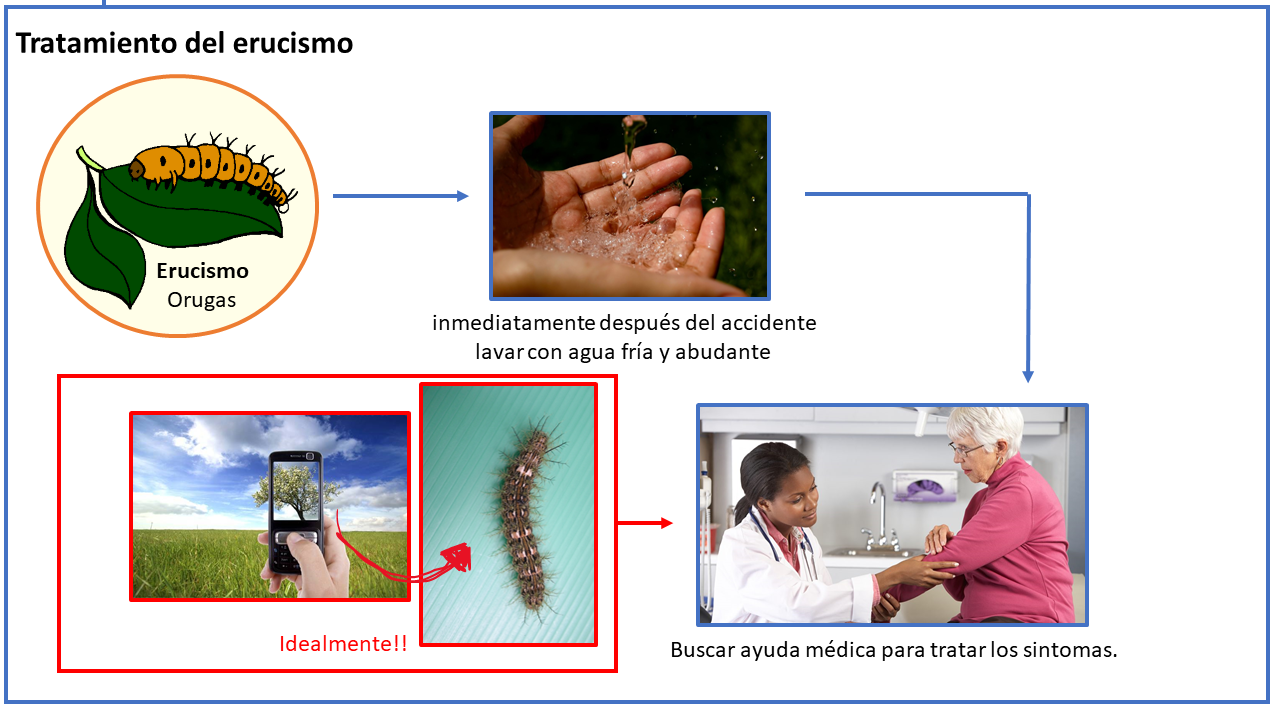 Tratamiento del erucismo
Erucismo
Orugas
inmediatamente después del accidente
lavar con agua fría y abudante
Idealmente!!
Buscar ayuda médica para tratar los sintomas.